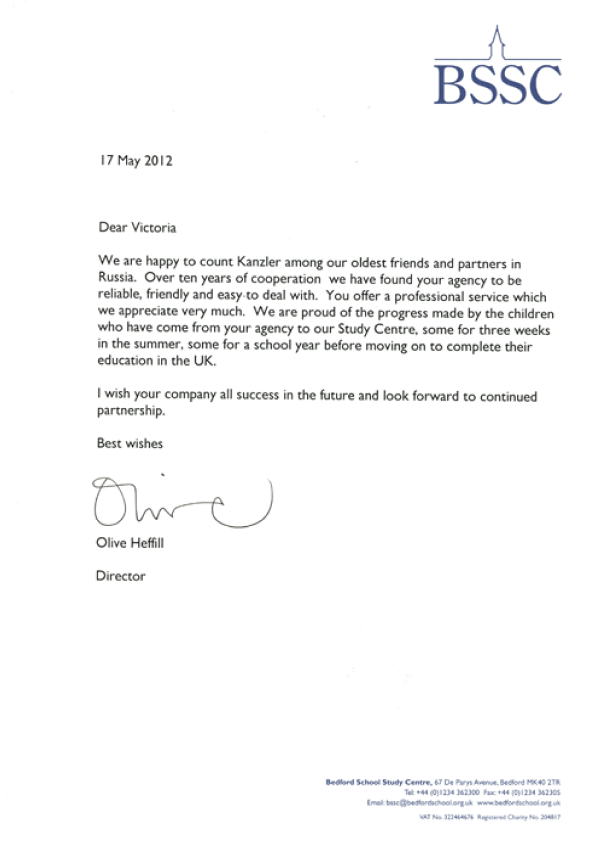 BSSC
17 May 2012
Dear Victoria
We are happy to count Kanzler among our oldest friends and partners in
Russia. Over ten years of cooperation we have found your agency to be
reliable, friendly and easy to deal with. You offer a professional service which
we appreciate very much. We are proud of the progress made by the children
who have come from your agency to our Study Centre, some for three weeks
in the summer, some for a school year before moving on to complete their
education in the UK.
I wish your company all success in the future and look forward to continued
partnership.
Best wishes
Olive
Olive Heffill
Director
Bedford School Study Centre, 67 De Parys Avenue, Bedford MK40 2TR
Tel: +44 (0)1234 362300 Fax: +44 (0)1234 362305
Email: bssc@bedfordschool.org.uk www.bedfordschool.org.uk
VAT No. 322464676 Registered Charity No. 204817